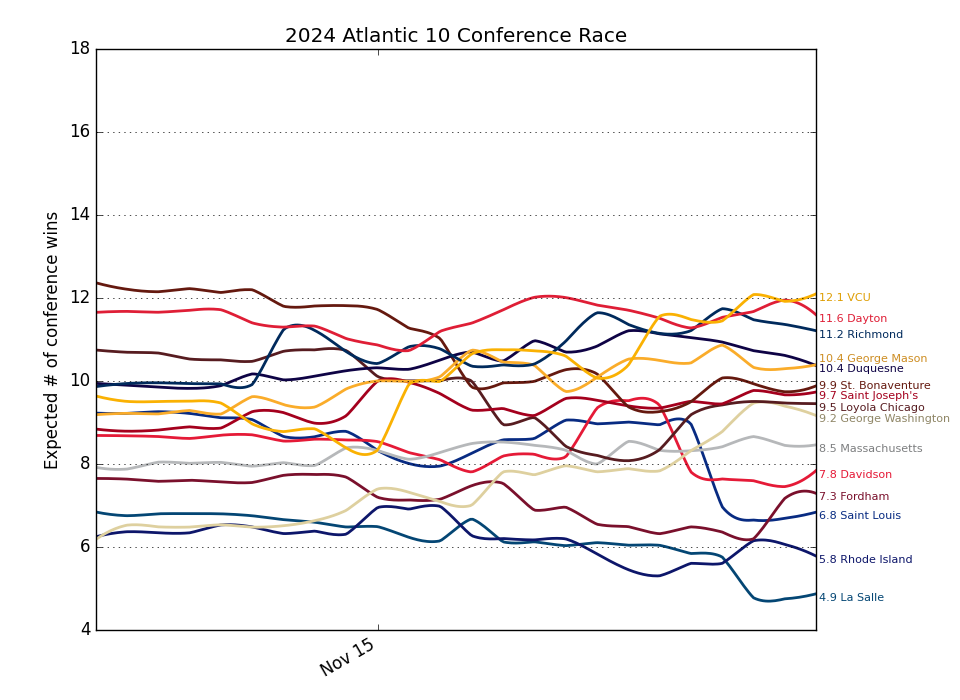 2024 Atlantic 10 Conference Race
Expected # of conference wins
18
16
14
12
10
8
6
4
Nov 15
12.1 VCU
11.6 Dayton
11.2 Richmond
10.4 George Mason
10.4 Duquesne
9.9 St. Bonaventure
9.7 Saint Joseph's
9.5 Loyola Chicago
9.2 George Washington
8.5 Massachusetts
7.8 Davidson
7.3 Fordham
6.8 Saint Louis
5.8 Rhode Island
4.9 La Salle